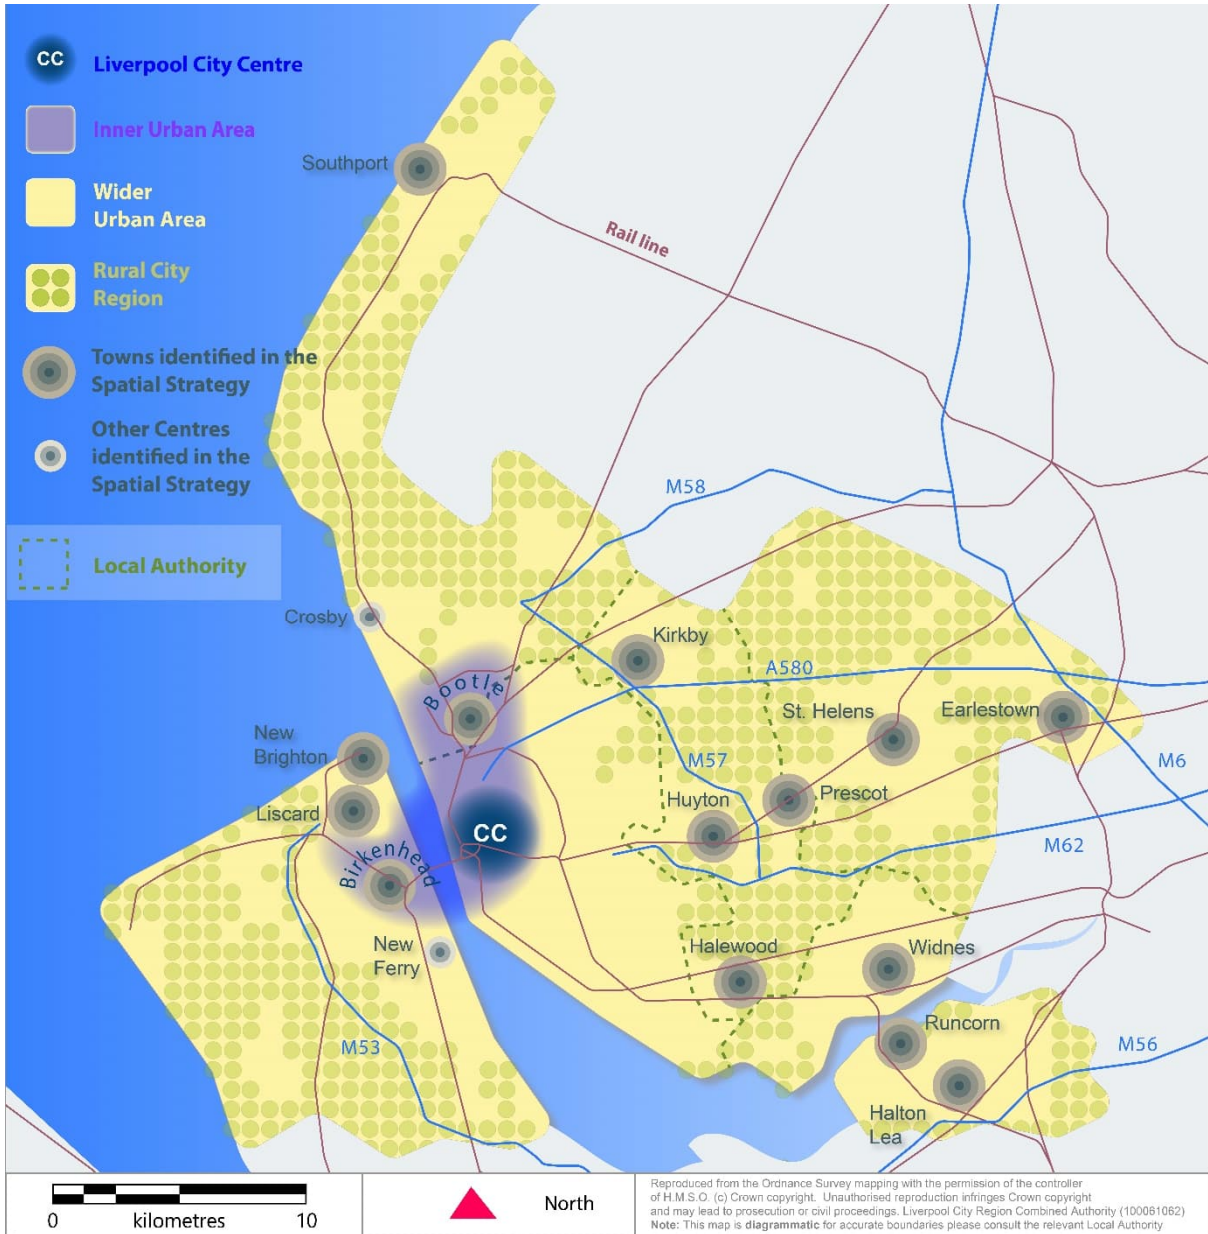 CC
Liverpool City Centre
Inner Urban Area
Wider
Urban Area
Rural City
Region
Towns identified in the
Spatial Strategy
Other Centres
identified in the
Spatial Strategy
Local Authority
Southport
Rail line
M58
Crosby
Kirkby
A580
Bootle
St. Helens
Earlestown
New
Brighton
M57
M6
Liscard
Huyton
Prescot
CC
M62
Birkenhead
New
Ferry
Halewood
Widnes
Runcorn
M53
M56
Halton
Lea
0 kilometres 10
North
Reproduced from the Ordnance Survey mapping with the permission of the controller
of H.M.S.O. (c) Crown copyright. Unauthorised reproduction infringes Crown copyright
and may lead to prosecution or civil proceedings. Liverpool City Region Combined Authority (100061062)
Note: This map is diagrammatic for accurate boundaries please consult the relevant Local Authority